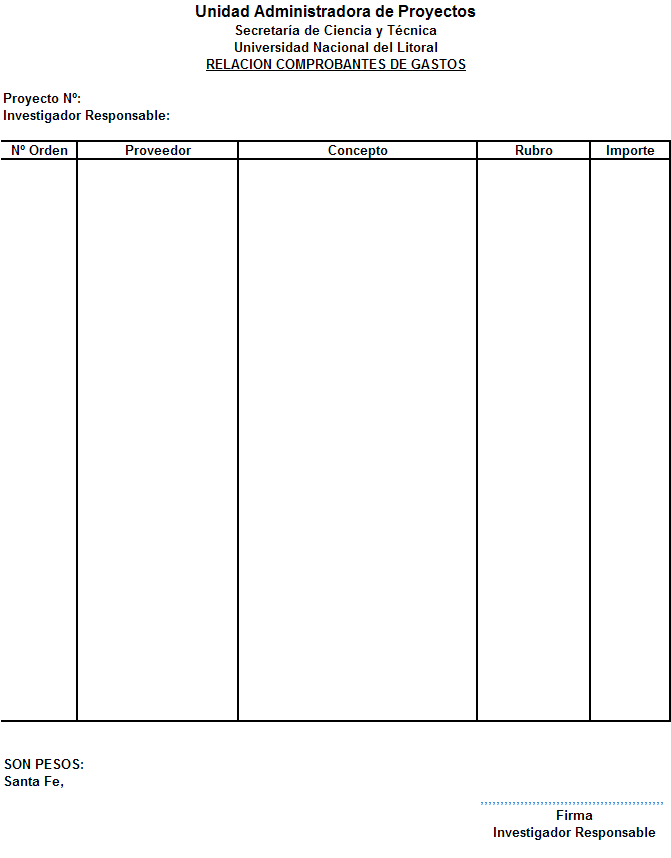 Unidad Administradora de Proyectos
Secretaría de Ciencia y Técnica
Universidad Nacional del Litoral
RELACION COMPROBANTES DE GASTOS
Proyecto Nº:
Investigador Responsable:
Nº Orden Proveedor Concepto Rubro Importe
SON PESOS:
Santa Fe,
Firma
Investigador Responsable